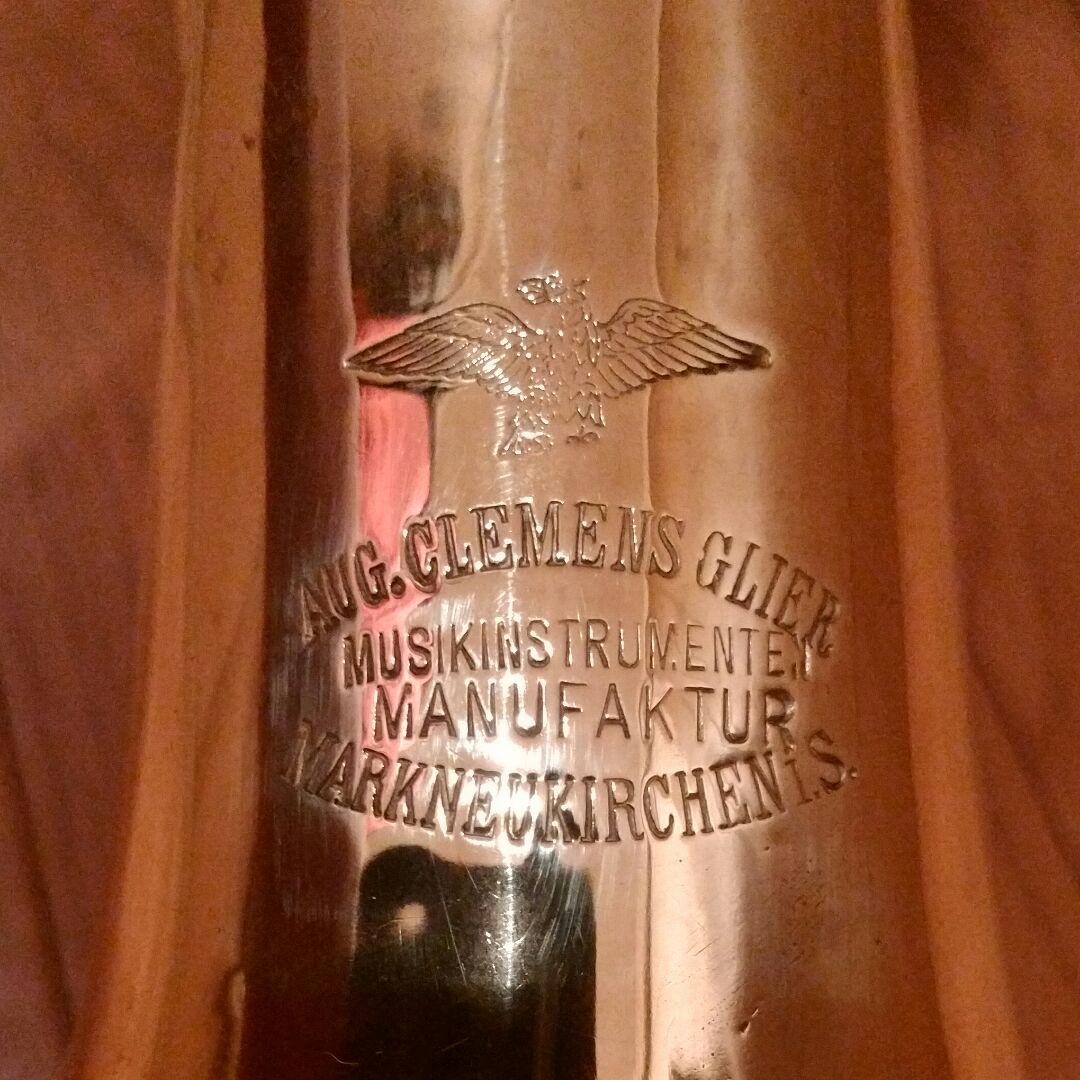 AUG. CLEMENS GLIER
MUSIKINSTRUMENTEN
MANUFAKTUR
MARKNEUKIRCHEN i. S.